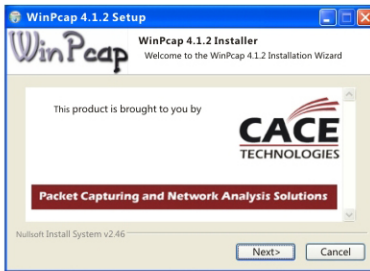 WinPcap 4.1.2 Setup
WinPcap
WinPcap 4.1.2 Installer
Welcome to the WinPcap 4.1.2 Installation Wizard
This product is brought to you by
CACE
TECHNOLOGIES
Packet Capturing and Network Analysis Solutions
Nullsoft Install System v2.46
Next>
Cancel